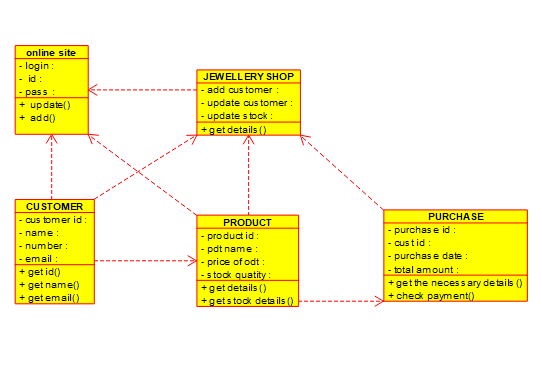 online site
- login :
- id :
- pass :
+ update()
+ add()
JEWELLERY SHOP
- add customer :
- update customer :
- update stock :
+ get details()
CUSTOMER
- customer id :
- name :
- number :
- email :
+ get id()
+ get name()
+ get email()
PRODUCT
- product id :
- pdt name :
- price of odt :
- stock quatity :
+ get details()
+ get stock details()
PURCHASE
- purchase id :
- cust id :
- purchase date :
- total amount :
+ get the necessary details()
+ check payment()